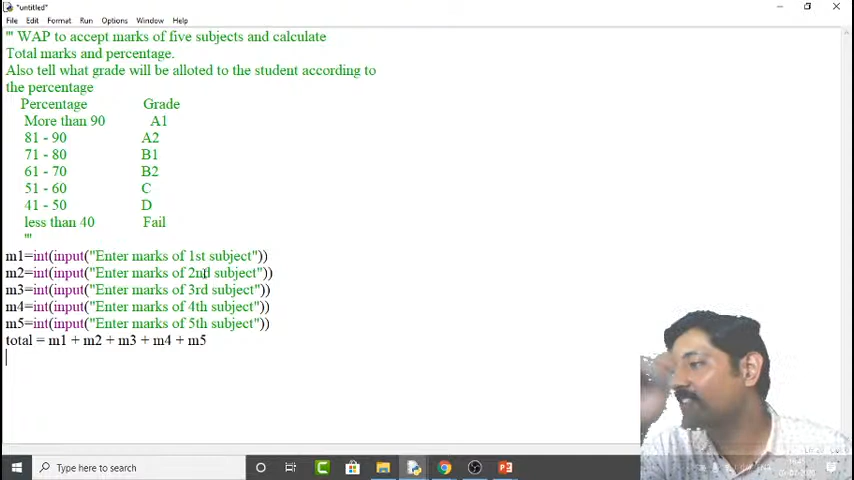 *untitled*
File Edit Format Run Options Window Help
''' WAP to accept marks of five subjects and calculate
Total marks and percentage.
Also tell what grade will be alloted to the student according to
the percentage
Percentage Grade
More than 90 A1
81 - 90 A2
71 - 80 B1
61 - 70 B2
51 - 60 C
41 - 50 D
less than 40 Fail
'''
m1=int(input("Enter marks of 1st subject"))
m2=int(input("Enter marks of 2nd subject"))
m3=int(input("Enter marks of 3rd subject"))
m4=int(input("Enter marks of 4th subject"))
m5=int(input("Enter marks of 5th subject"))
total = m1 + m2 + m3 + m4 + m5
Type here to search